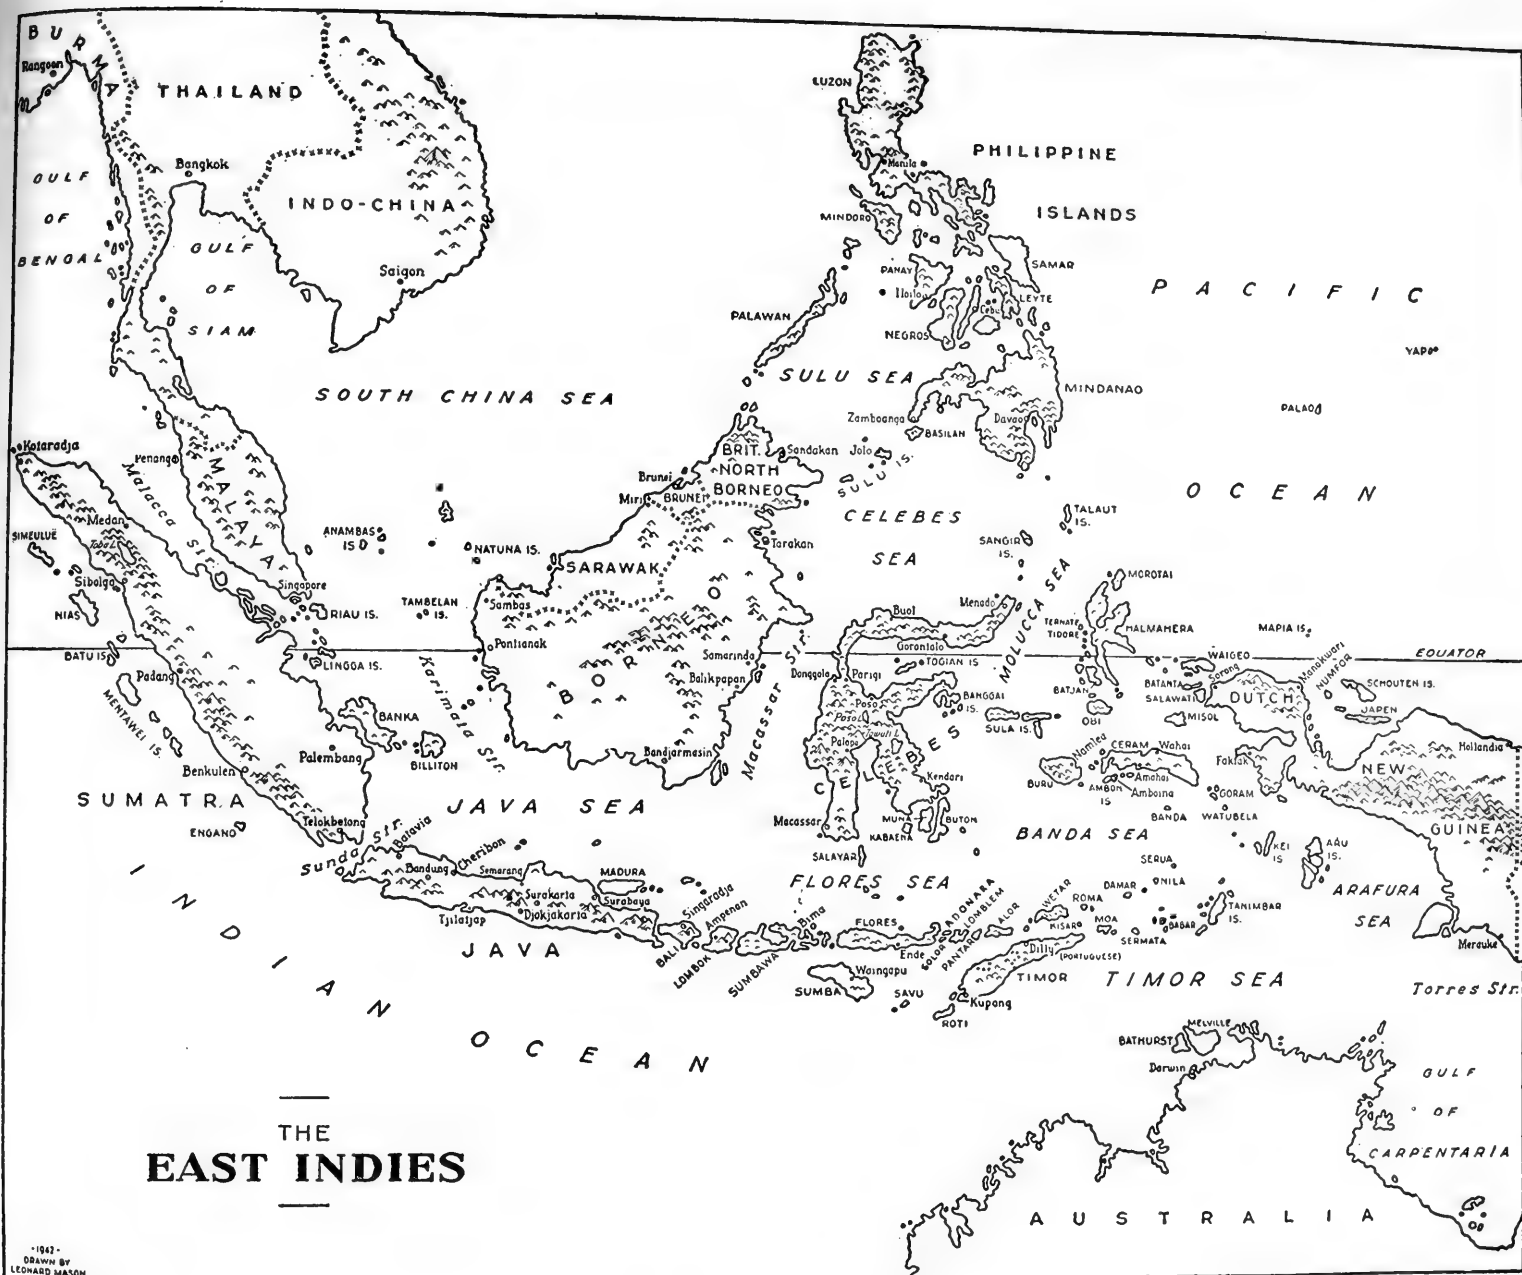 BURMA
Rangoon
THAILAND
Bangkok
INDO-CHINA
Saigon
GULF
OF
BENGAL
GULF
OF
SIAM
LUZON
Manila
PHILIPPINE
ISLANDS
MINDORO
SAMAR
PANAY
Iloilo
LEYTE
Cebu
NEGROS
PALAWAN
PACIFIC
OCEAN
YAP
PALAO
SOUTH CHINA SEA
SULU SEA
MINDANAO
Zamboanga
Davao
BASILAN
Jolo
SULU IS.
Kotaradja
Penang
MALAYA
Malacca Str.
Medan
Toba L.
SIMEULUË
Sibolga
NIAS
BATU IS
Singapore
RIAU IS.
LINGGA IS.
ANAMBAS
IS
NATUNA IS.
TAMBELAN
IS.
Brunei
Miri
BRUNEI
BRIT.
NORTH
BORNEO
Sandakan
SARAWAK
Sambas
Pontianak
BORNEO
Tarakan
Samarinda
Balikpapan
Bandjarmasin
Karimata Str.
Macassar Str.
CELEBES
SEA
TALAUT
IS.
SANGIR
IS.
MOLUCCA SEA
MOROTAI
TERNATE
TIDORE
HALMAHERA
MAPIA IS.
EQUATOR
Buol
Menado
Gorontalo
TOGIAN IS
Donggala
Parigi
Poso
Poso L.
Towuti L.
Palopo
CELEBES
Kendari
BANGGAI
IS.
SULA IS.
BATJAN
OBI
WAIGEO
BATANTA
SALAWATI
Sorong
MISOL
Manokwari
NUMFOR
SCHOUTEN IS.
JAPEN
DUTCH
NEW
GUINEA
Hollandia
Fakfak
Padang
MENTAWEI IS.
BANKA
Palembang
BILLITON
Benkulen
SUMATRA
ENGANO
Telokbetong
JAVA SEA
Sunda Str.
Batavia
Bandung
Cheribon
Semarang
MADURA
Surakarta
Surabaya
Djokjakarta
Tjilatjap
JAVA
Macassar
MUNA
KABAENA
BUTON
SALAYAR
FLORES SEA
BURU
Namlea
CERAM
Wahai
Amahai
AMBON
IS
Amboina
BANDA
GORAM
WATUBELA
BANDA SEA
KEI
IS
ARU
IS.
ARAFURA
SEA
SERUA
NILA
DAMAR
TANIMBAR
IS.
BABAR
SERMATA
MOA
ROMA
KISAR
WETAR
ALOR
PANTAR
LOMBLEM
ADONARA
SOLOR
FLORES
Ende
Singaradja
Ampenan
Bima
BALI
LOMBOK
SUMBAWA
Waingapu
SUMBA
SAVU
ROTI
Kupang
Dilly
(PORTUGUESE)
TIMOR
TIMOR SEA
Merauke
Torres Str.
INDIAN
OCEAN
BATHURST
MELVILLE
Darwin
GULF
OF
CARPENTARIA
AUSTRALIA
THE
EAST INDIES
-1942-
DRAWN BY
LEONARD MASON